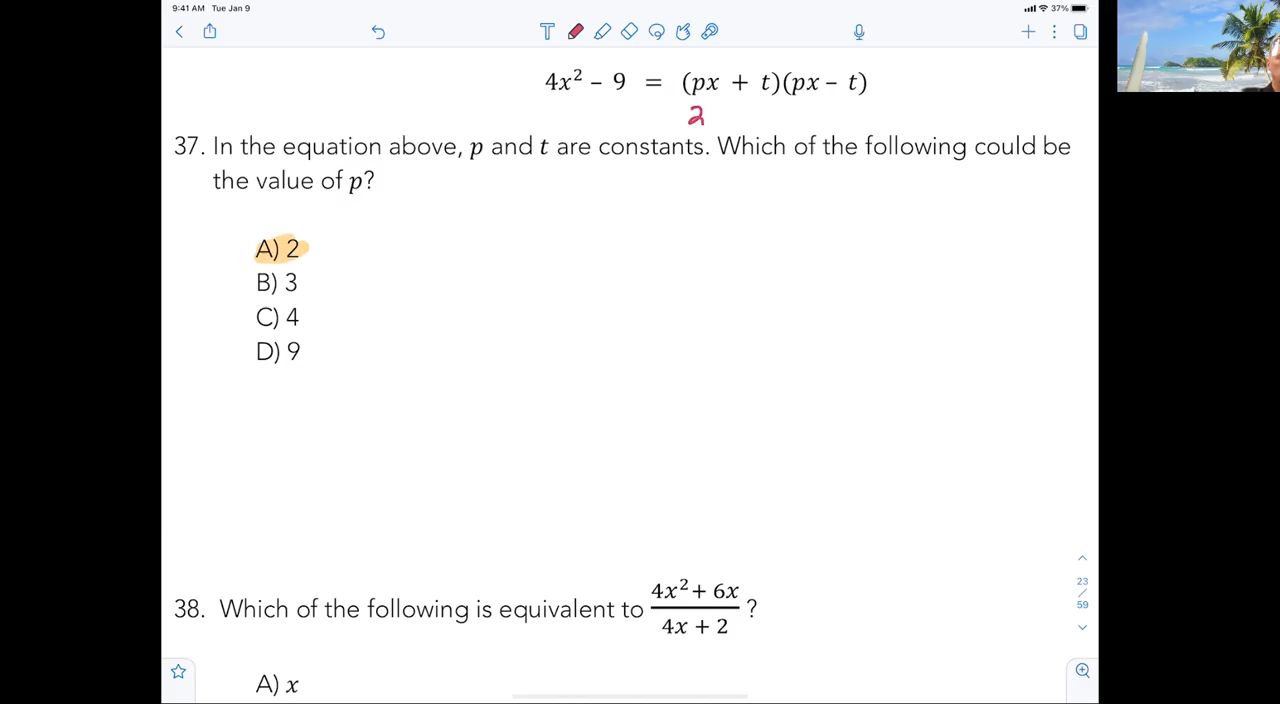 9:41 AM Tue Jan 9
37%
4x² – 9 = (px + t)(px – t)
2
37. In the equation above, p and t are constants. Which of the following could be
the value of p?
A) 2
B) 3
C) 4
D) 9
23
/
59
38. Which of the following is equivalent to (4x² + 6x)/(4x + 2) ?
A) x